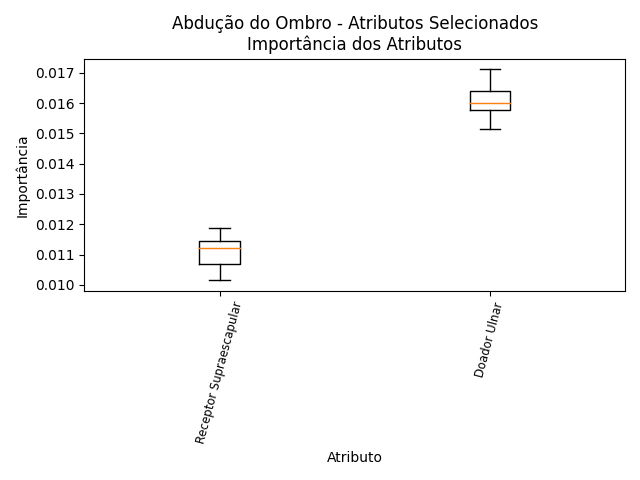 Abdução do Ombro - Atributos Selecionados
Importância dos Atributos
0.017
0.016
0.015
0.014
0.013
0.012
0.011
0.010
Importância
Receptor Supraescapular
Doador Ulnar
Atributo